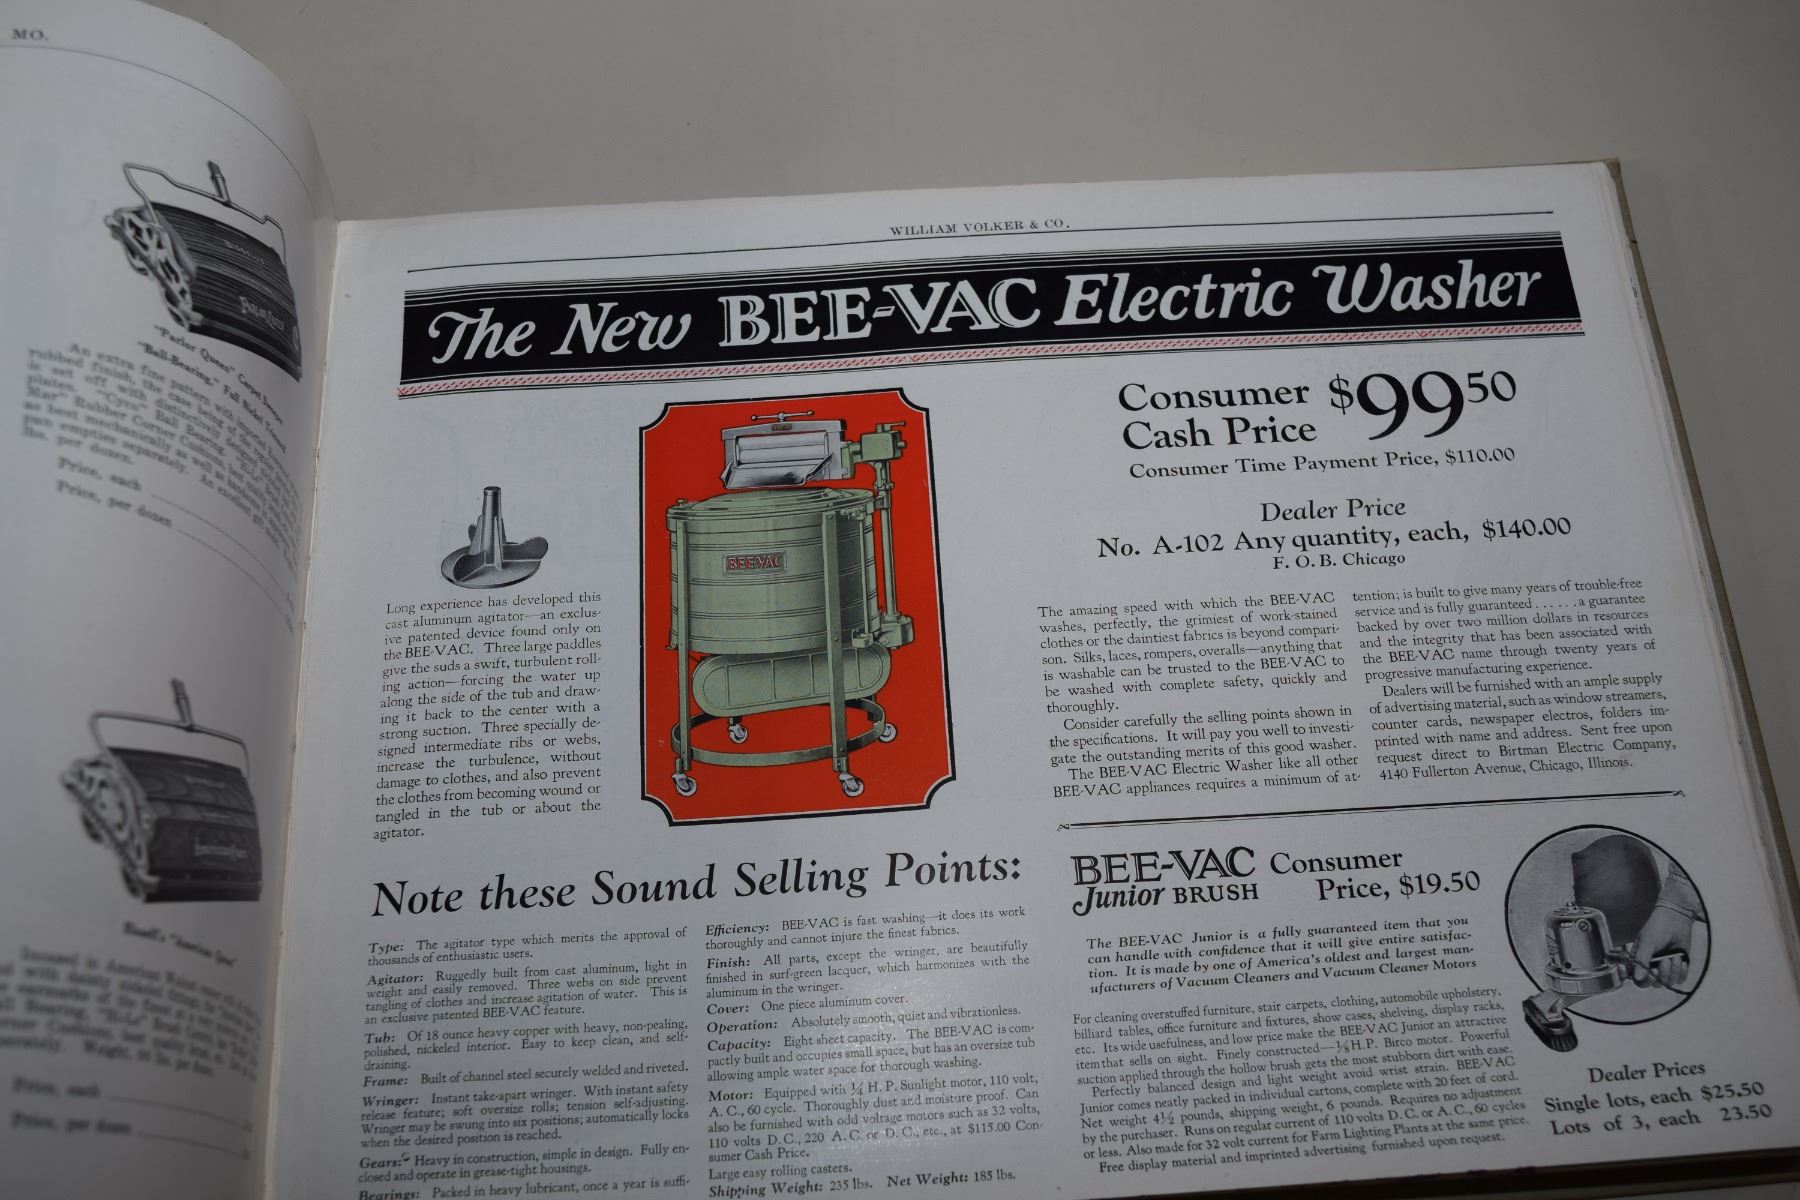 MO.
"Parlor Queen" Carpet Sweeper
"Ball-Bearing," Full Nickel Trimmed
Price, each
Price, per dozen
Bissell's "American Queen"
Price, each
Price, per dozen
WILLIAM VOLKER & CO.
The New BEE-VAC Electric Washer
Long experience has developed this
cast aluminum agitator—an exclus-
ive patented device found only on
the BEE-VAC. Three large paddles
give the suds a swift, turbulent roll-
ing action—forcing the water up
along the side of the tub and draw-
ing it back to the center with a
strong suction. Three specially de-
signed intermediate ribs or webs,
increase the turbulence, without
damage to clothes, and also prevent
the clothes from becoming wound or
tangled in the tub or about the
agitator.
BEE-VAC
Consumer
Cash Price $99.50
Consumer Time Payment Price, $110.00
Dealer Price
No. A-102 Any quantity, each, $140.00
F. O. B. Chicago
The amazing speed with which the BEE-VAC
washes, perfectly, the grimiest of work-stained
clothes or the daintiest fabrics is beyond compari-
son. Silks, laces, rompers, overalls—anything that
is washable can be trusted to the BEE-VAC to
be washed with complete safety, quickly and
thoroughly.
Consider carefully the selling points shown in
the specifications. It will pay you well to investi-
gate the outstanding merits of this good washer.
The BEE-VAC Electric Washer like all other
BEE-VAC appliances requires a minimum of at-
tention; is built to give many years of trouble-free
service and is fully guaranteed......a guarantee
backed by over two million dollars in resources
and the integrity that has been associated with
the BEE-VAC name through twenty years of
progressive manufacturing experience.
Dealers will be furnished with an ample supply
of advertising material, such as window streamers,
counter cards, newspaper electros, folders im-
printed with name and address. Sent free upon
request direct to Birtman Electric Company,
4140 Fullerton Avenue, Chicago, Illinois.
Note these Sound Selling Points:
Type: The agitator type which merits the approval of
thousands of enthusiastic users.
Agitator: Ruggedly built from cast aluminum, light in
weight and easily removed. Three webs on side prevent
tangling of clothes and increase agitation of water. This is
an exclusive patented BEE-VAC feature.
Tub: Of 18 ounce heavy copper with heavy, non-pealing,
polished, nickeled interior. Easy to keep clean, and self-
draining.
Frame: Built of channel steel securely welded and riveted.
Wringer: Instant take-apart wringer. With instant safety
release feature; soft oversize rolls; tension self-adjusting.
Wringer may be swung into six positions; automatically locks
when the desired position is reached.
Gears: Heavy in construction, simple in design. Fully en-
closed and operate in grease-tight housings.
Bearings: Packed in heavy lubricant, once a year is suffi-
Efficiency: BEE-VAC is fast washing—it does its work
thoroughly and cannot injure the finest fabrics.
Finish: All parts, except the wringer, are beautifully
finished in surf-green lacquer, which harmonizes with the
aluminum in the wringer.
Cover: One piece aluminum cover.
Operation: Absolutely smooth, quiet and vibrationless.
Capacity: Eight sheet capacity. The BEE-VAC is com-
pactly built and occupies small space, but has an oversize tub
allowing ample water space for thorough washing.
Motor: Equipped with ¼ H. P. Sunlight motor, 110 volt,
A. C., 60 cycle. Thoroughly dust and moisture proof. Can
also be furnished with odd voltage motors such as 32 volts,
110 volts D. C., 220 A. C. or D. C., etc., at $115.00 Con-
sumer Cash Price.
Large easy rolling casters.
Shipping Weight: 235 lbs. Net Weight: 185 lbs.
BEE-VAC Consumer
Junior BRUSH Price, $19.50
The BEE-VAC Junior is a fully guaranteed item that you
can handle with confidence that it will give entire satisfac-
tion. It is made by one of America's oldest and largest man-
ufacturers of Vacuum Cleaners and Vacuum Cleaner Motors
For cleaning overstuffed furniture, stair carpets, clothing, automobile upholstery,
billiard tables, office furniture and fixtures, show cases, shelving, display racks,
etc. Its wide usefulness, and low price make the BEE-VAC Junior an attractive
item that sells on sight. Finely constructed—⅛ H. P. Birco motor. Powerful
suction applied through the hollow brush gets the most stubborn dirt with ease.
Perfectly balanced design and light weight avoid wrist strain. BEE-VAC
Junior comes neatly packed in individual cartons, complete with 20 feet of cord.
Net weight 4½ pounds, shipping weight, 6 pounds. Requires no adjustment
by the purchaser. Runs on regular current of 110 volts D. C. or A. C., 60 cycles
or less. Also made for 32 volt current for Farm Lighting Plants at the same price.
Free display material and imprinted advertising furnished upon request.
Dealer Prices
Single lots, each $25.50
Lots of 3, each 23.50